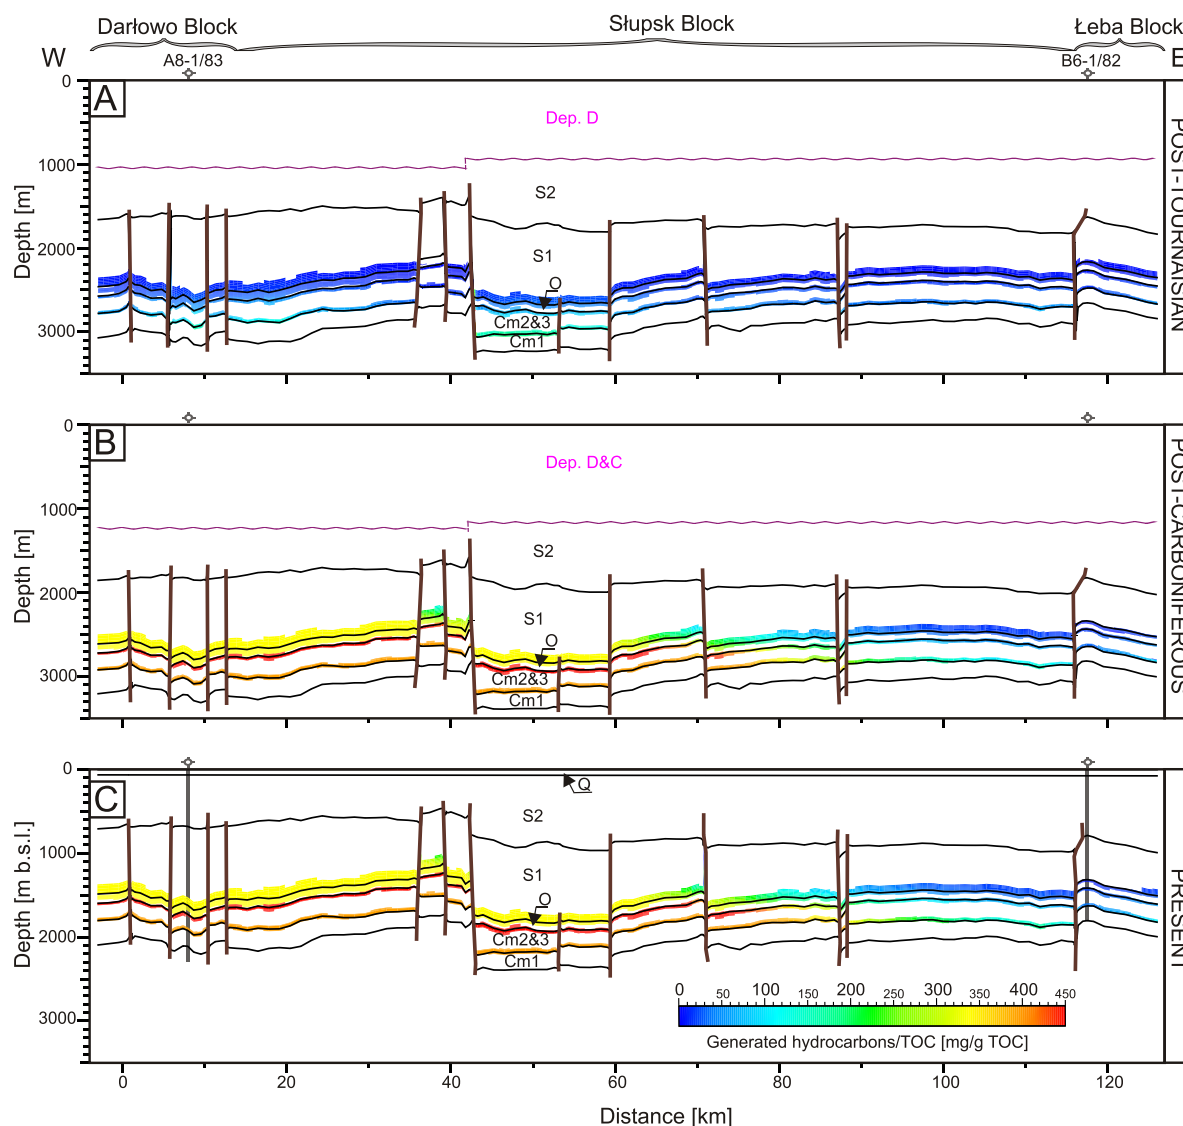 Darłowo Block
Słupsk Block
Łeba Block
W
A8-1/83
B6-1/82
E
A
0
1000
2000
3000
Depth [m]
Dep. D
S2
S1
O
Cm2&3
Cm1
POST-TOURNAISIAN
B
0
1000
2000
3000
Depth [m]
Dep. D&C
S2
S1
O
Cm2&3
Cm1
POST-CARBONIFEROUS
C
0
1000
2000
3000
Depth [m b.s.l.]
Q
S2
S1
O
Cm2&3
Cm1
PRESENT
0 50 100 150 200 250 300 350 400 450
Generated hydrocarbons/TOC [mg/g TOC]
0 20 40 60 80 100 120
Distance [km]